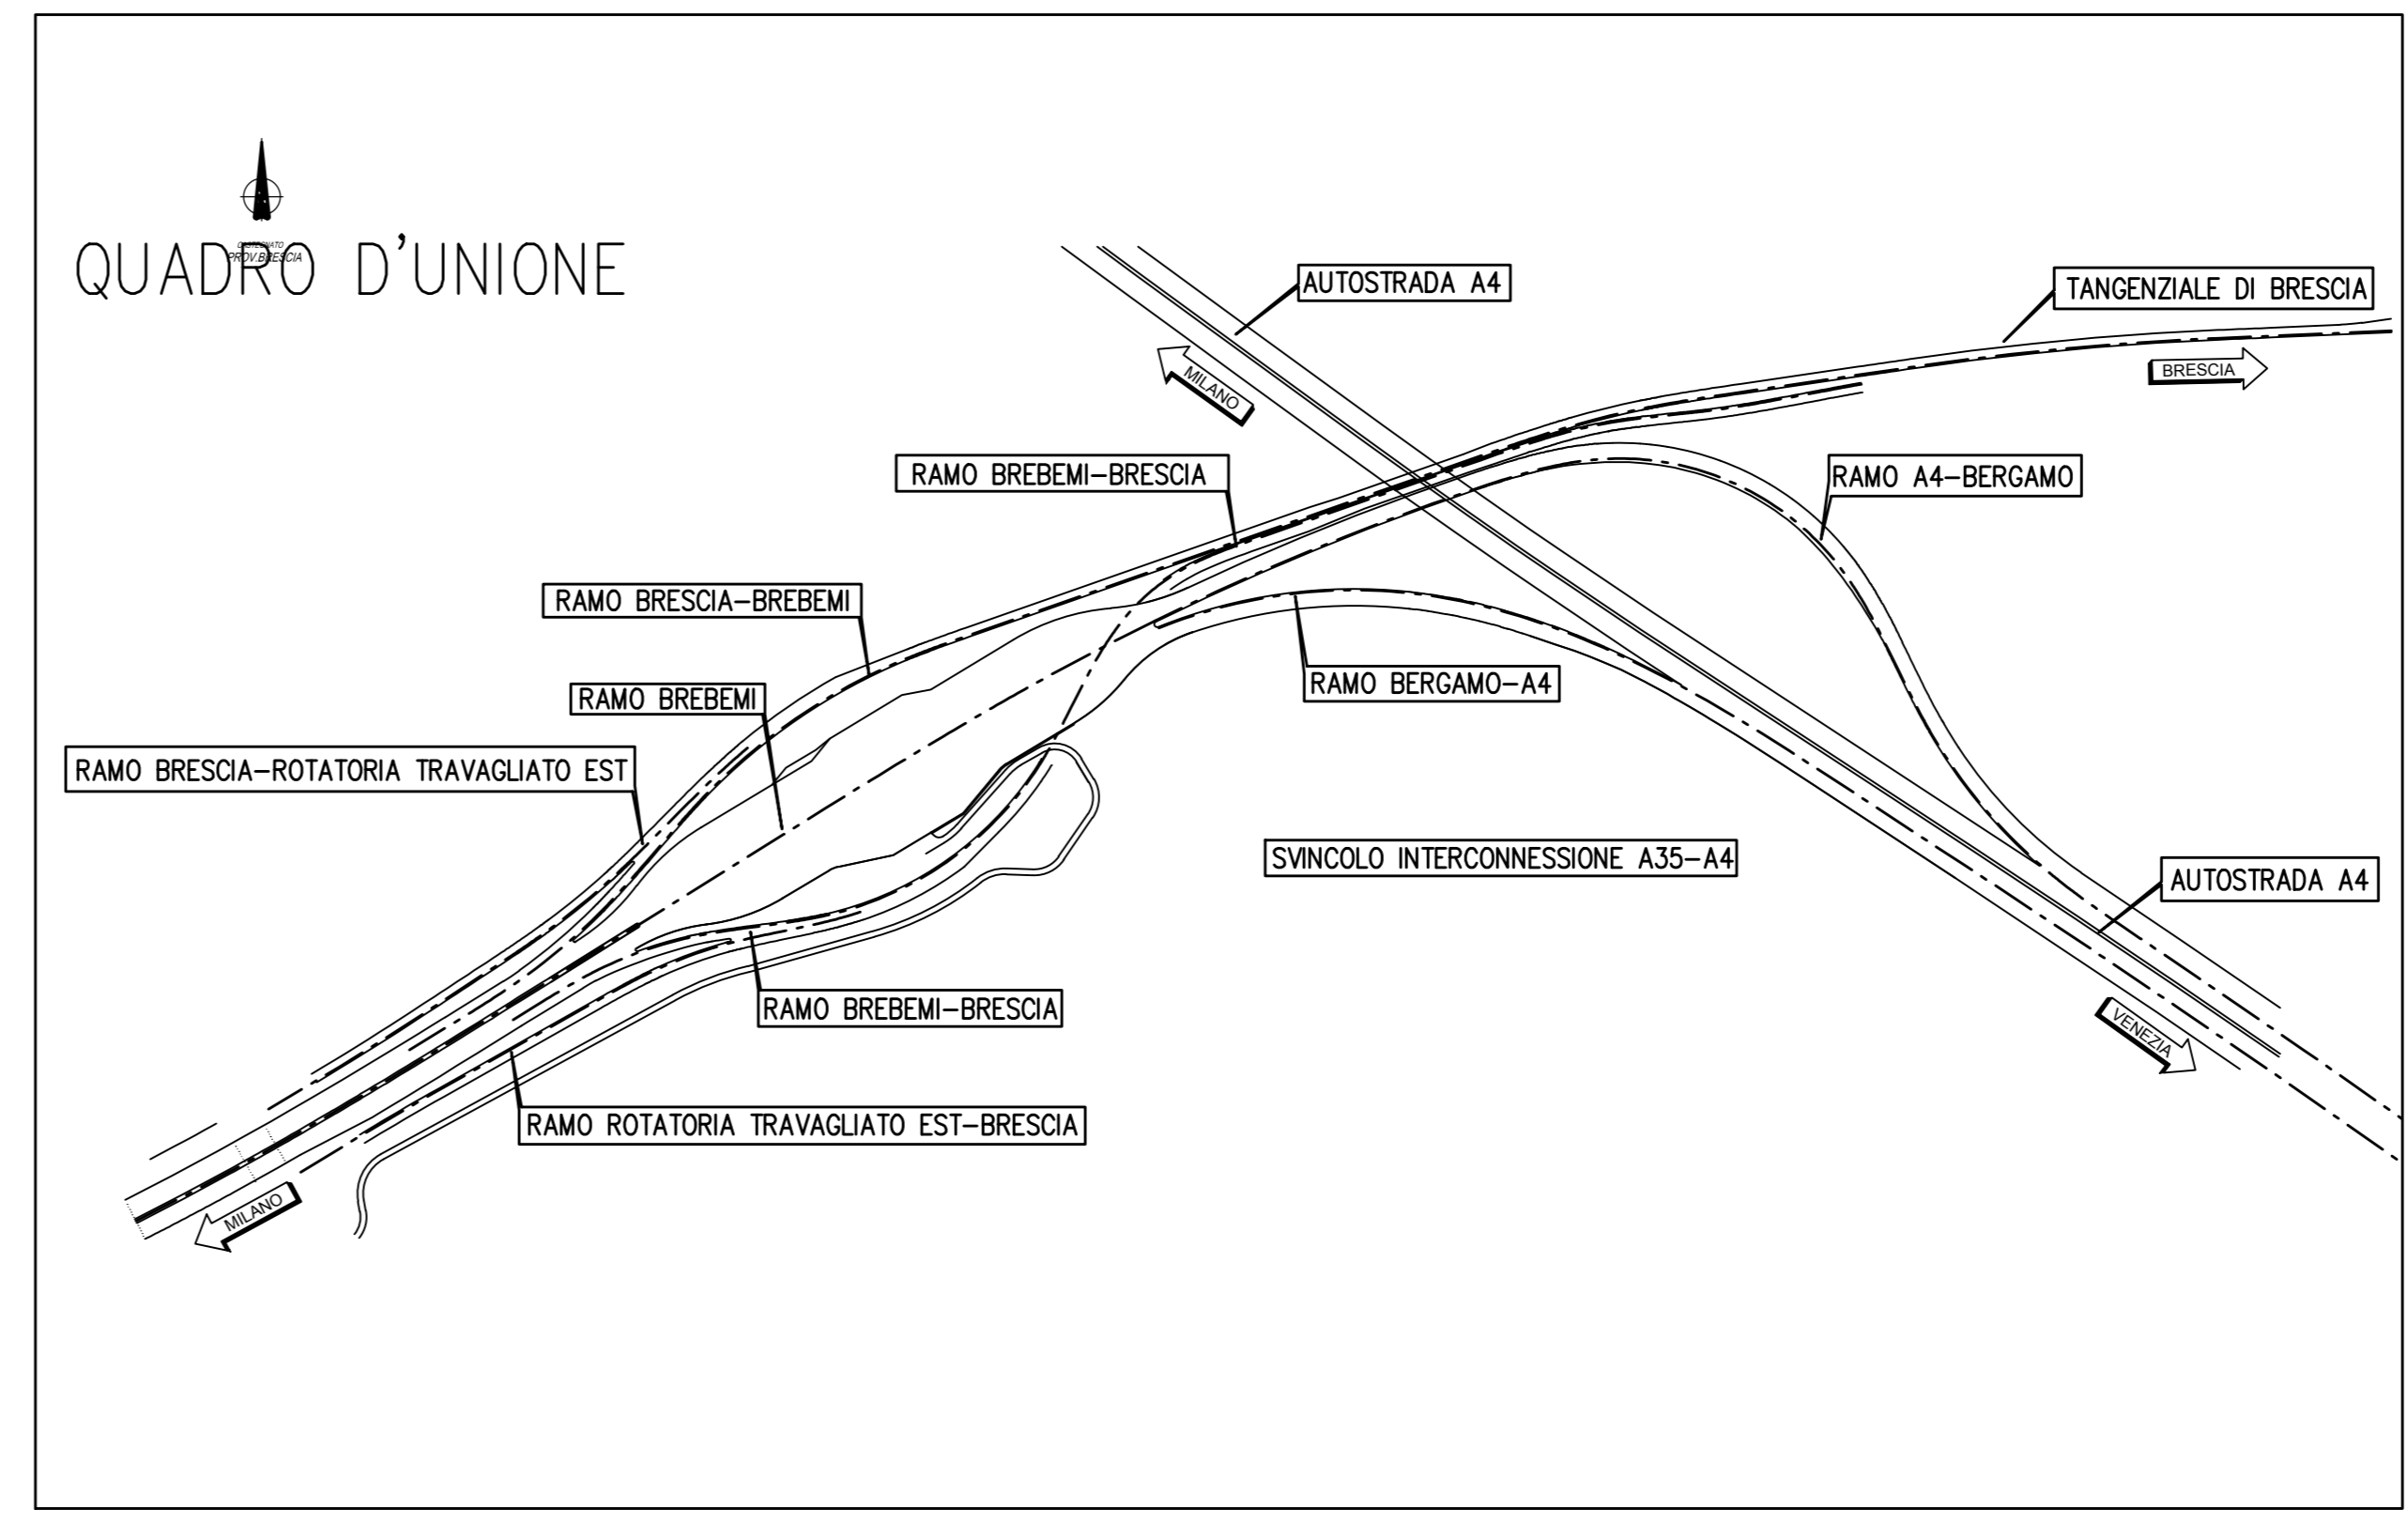 CASTEGNATO
PROV.BRESCIA
QUADRO D'UNIONE
AUTOSTRADA A4
TANGENZIALE DI BRESCIA
MILANO
BRESCIA
RAMO BREBEMI-BRESCIA
RAMO A4-BERGAMO
RAMO BRESCIA-BREBEMI
RAMO BERGAMO-A4
RAMO BREBEMI
RAMO BRESCIA-ROTATORIA TRAVAGLIATO EST
SVINCOLO INTERCONNESSIONE A35-A4
AUTOSTRADA A4
RAMO BREBEMI-BRESCIA
VENEZIA
RAMO ROTATORIA TRAVAGLIATO EST-BRESCIA
MILANO